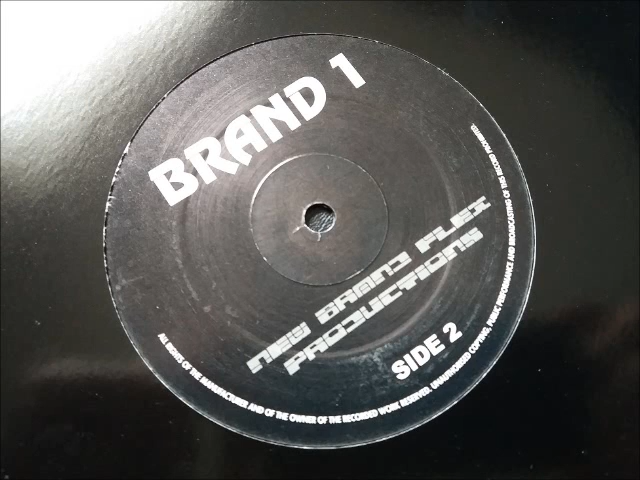 BRAND 1
NEW BRAND FLEX
PRODUCTIONS
SIDE 2
ALL RIGHTS OF THE MANUFACTURER AND OF THE OWNER OF THE RECORDED WORK RESERVED. UNAUTHORISED COPYING, PUBLIC PERFORMANCE AND BROADCASTING OF THIS RECORD PROHIBITED.